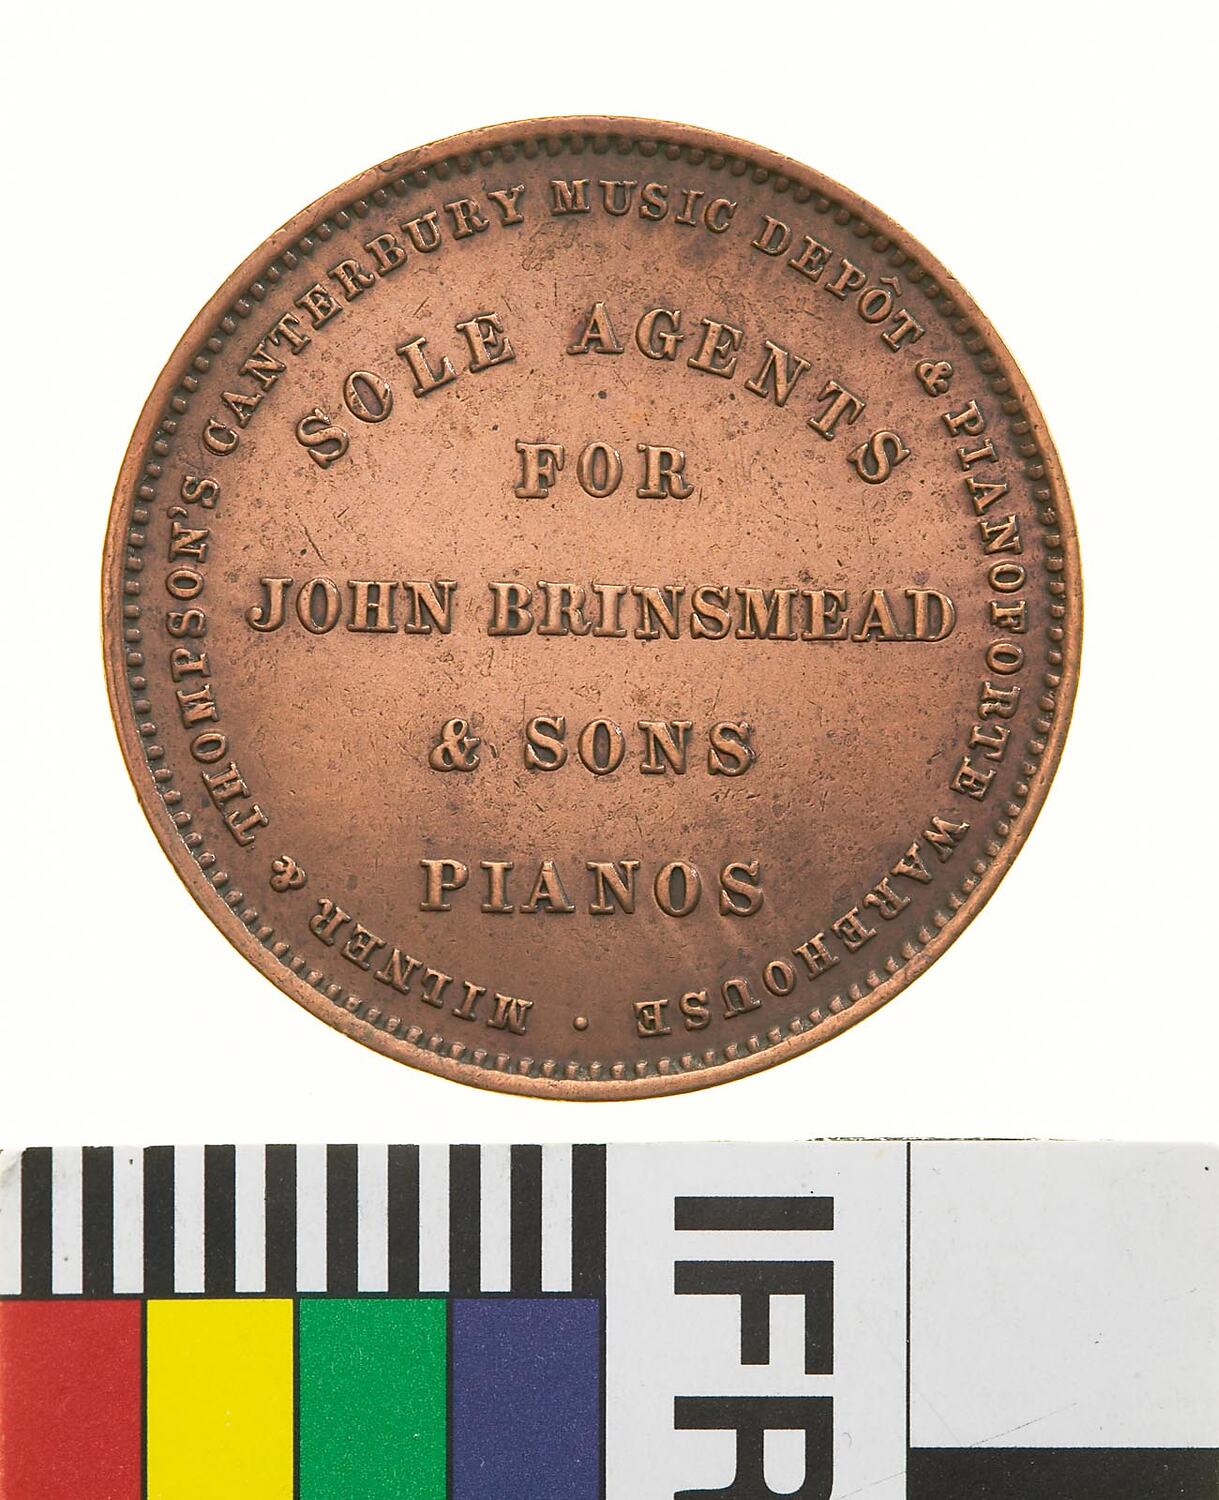 MILNER & THOMPSON'S CANTERBURY MUSIC DEPÔT & PIANOFORTE WAREHOUSE ·
SOLE AGENTS
FOR
JOHN BRINSMEAD
& SONS
PIANOS
IFR